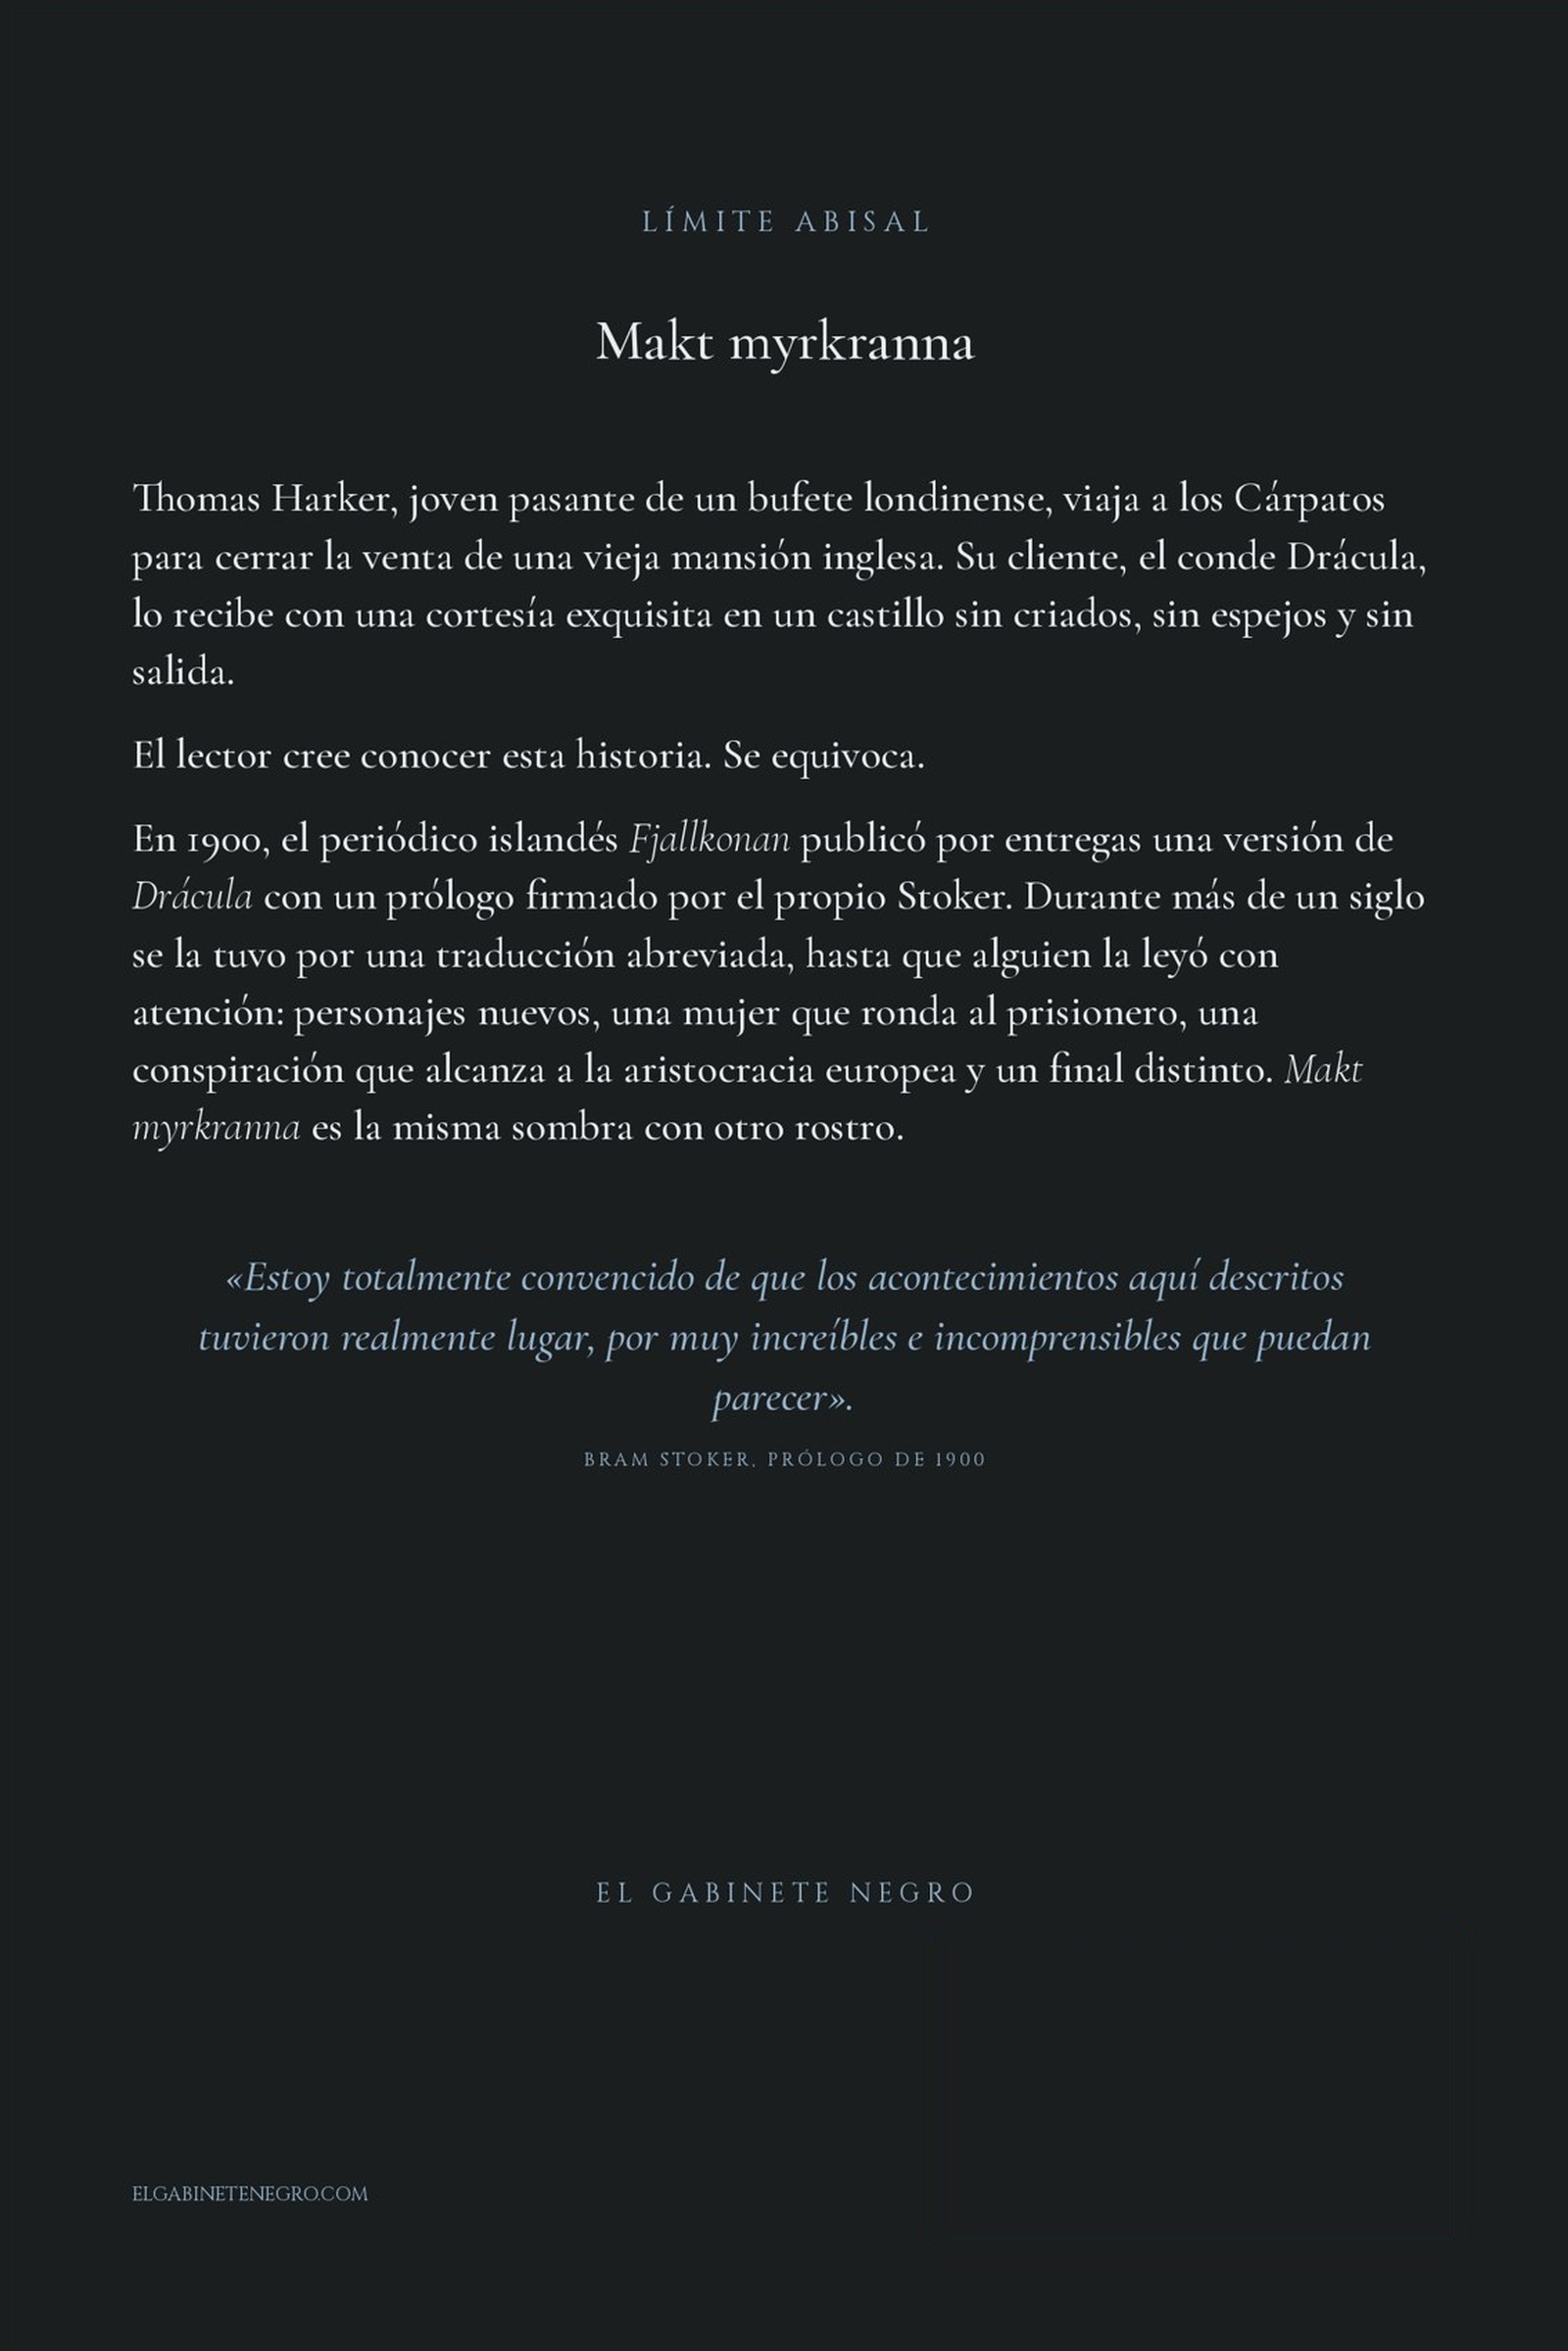 LÍMITE ABISAL
Makt myrkranna
Thomas Harker, joven pasante de un bufete londinense, viaja a los Cárpatos
para cerrar la venta de una vieja mansión inglesa. Su cliente, el conde Drácula,
lo recibe con una cortesía exquisita en un castillo sin criados, sin espejos y sin
salida.
El lector cree conocer esta historia. Se equivoca.
En 1900, el periódico islandés Fjallkonan publicó por entregas una versión de
Drácula con un prólogo firmado por el propio Stoker. Durante más de un siglo
se la tuvo por una traducción abreviada, hasta que alguien la leyó con
atención: personajes nuevos, una mujer que ronda al prisionero, una
conspiración que alcanza a la aristocracia europea y un final distinto. Makt
myrkranna es la misma sombra con otro rostro.
«Estoy totalmente convencido de que los acontecimientos aquí descritos
tuvieron realmente lugar, por muy increíbles e incomprensibles que puedan
parecer».
BRAM STOKER, PRÓLOGO DE 1900
EL GABINETE NEGRO
ELGABINETENEGRO.COM